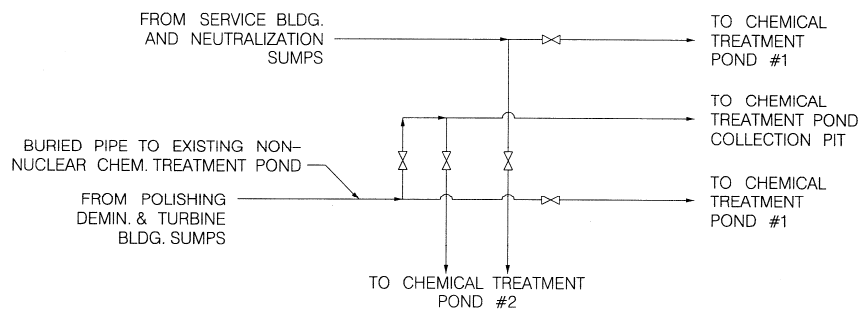 FROM SERVICE BLDG.
AND NEUTRALIZATION
SUMPS
TO CHEMICAL
TREATMENT
POND #1
TO CHEMICAL
TREATMENT POND
COLLECTION PIT
BURIED PIPE TO EXISTING NON-
NUCLEAR CHEM. TREATMENT POND
FROM POLISHING
DEMIN. & TURBINE
BLDG. SUMPS
TO CHEMICAL
TREATMENT
POND #1
TO CHEMICAL TREATMENT
POND #2